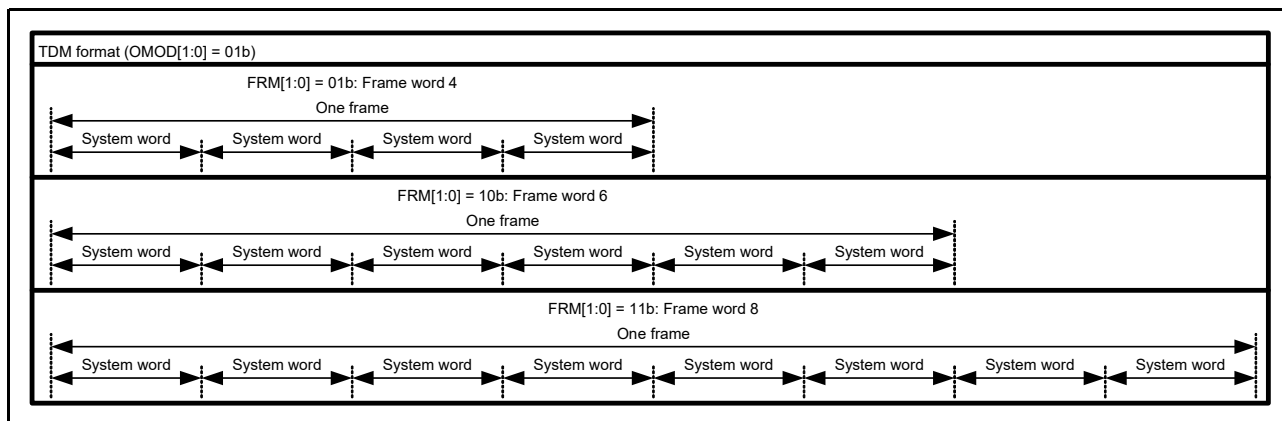 TDM format (OMOD[1:0] = 01b)
FRM[1:0] = 01b: Frame word 4
One frame
System word System word System word System word
FRM[1:0] = 10b: Frame word 6
One frame
System word System word System word System word System word System word
FRM[1:0] = 11b: Frame word 8
One frame
System word System word System word System word System word System word System word System word